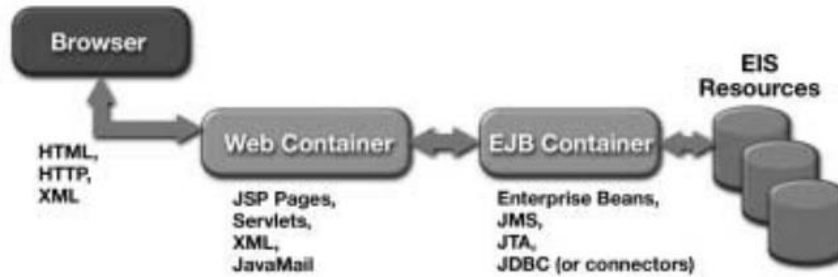 Browser
EIS
Resources
Web Container
EJB Container
HTML,
HTTP,
XML
JSP Pages,
Servlets,
XML,
JavaMail
Enterprise Beans,
JMS,
JTA,
JDBC (or connectors)